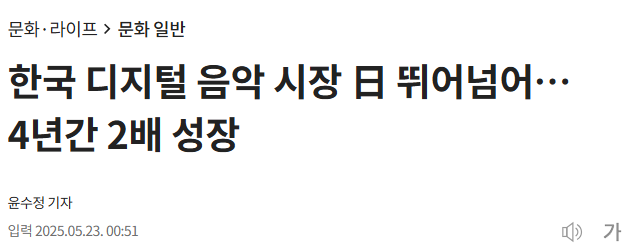 문화·라이프 > 문화 일반
한국 디지털 음악 시장 日 뛰어넘어…
4년간 2배 성장
윤수정 기자
입력 2025.05.23. 00:51
가